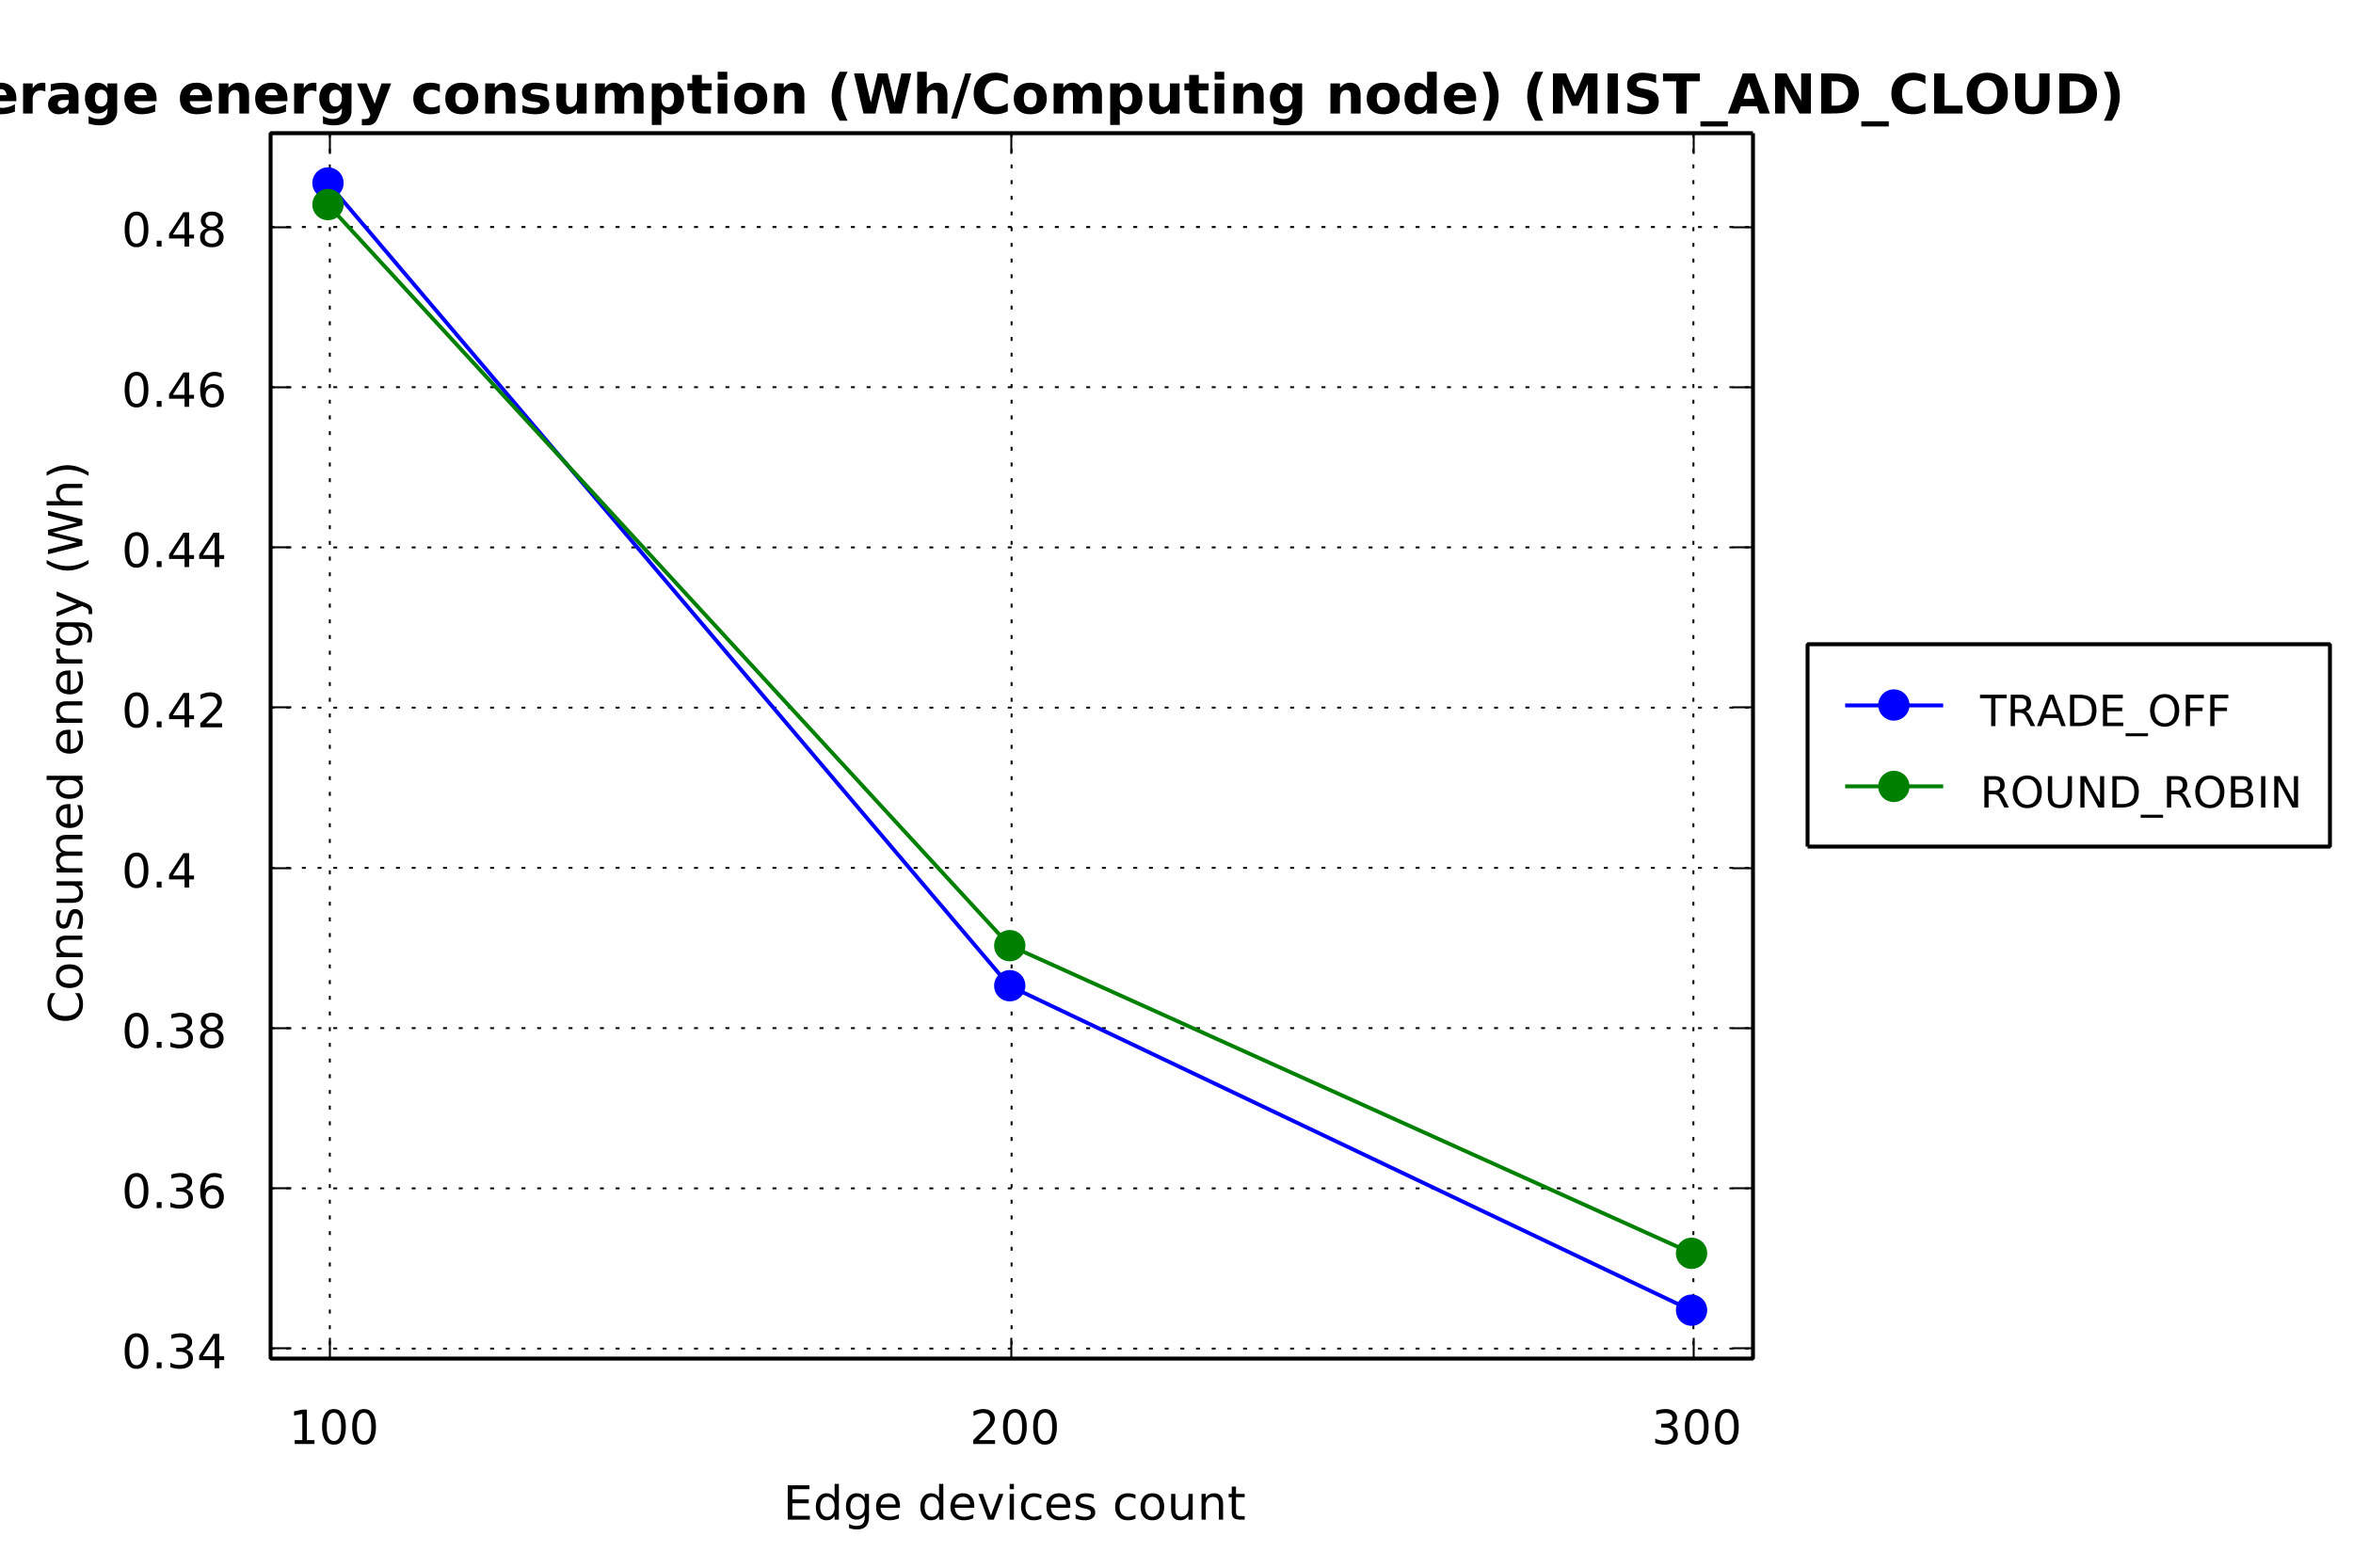 erage energy consumption (Wh/Computing node) (MIST_AND_CLOUD)
0.48
0.46
0.44
0.42
0.4
0.38
0.36
0.34
Consumed energy (Wh)
TRADE_OFF
ROUND_ROBIN
100 200 300
Edge devices count